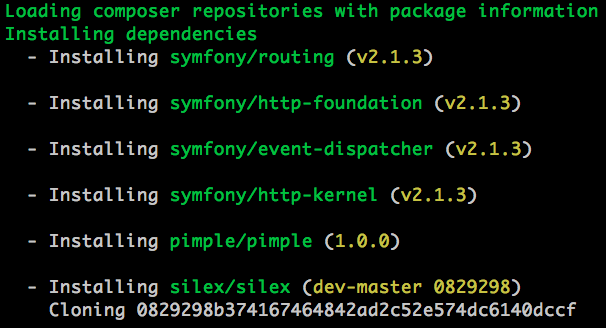 Loading composer repositories with package information
Installing dependencies
- Installing symfony/routing (v2.1.3)
- Installing symfony/http-foundation (v2.1.3)
- Installing symfony/event-dispatcher (v2.1.3)
- Installing symfony/http-kernel (v2.1.3)
- Installing pimple/pimple (1.0.0)
- Installing silex/silex (dev-master 0829298)
Cloning 0829298b374167464842ad2c52e574dc6140dccf